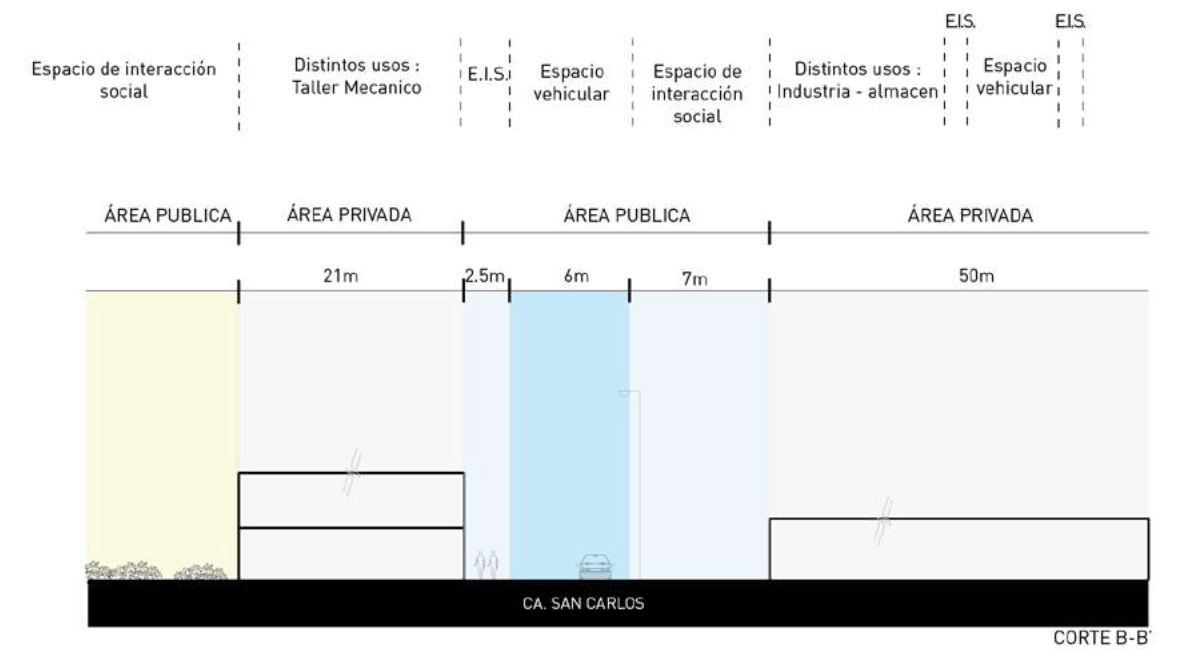 E.I.S.
E.I.S.
Espacio de interacción
social
Distintos usos :
Taller Mecanico
E.I.S.
Espacio
vehicular
Espacio de
interacción
social
Distintos usos :
Industria - almacen
Espacio
vehicular
ÁREA PUBLICA
ÁREA PRIVADA
ÁREA PUBLICA
ÁREA PRIVADA
21m
2.5m
6m
7m
50m
CA. SAN CARLOS
CORTE B-B'